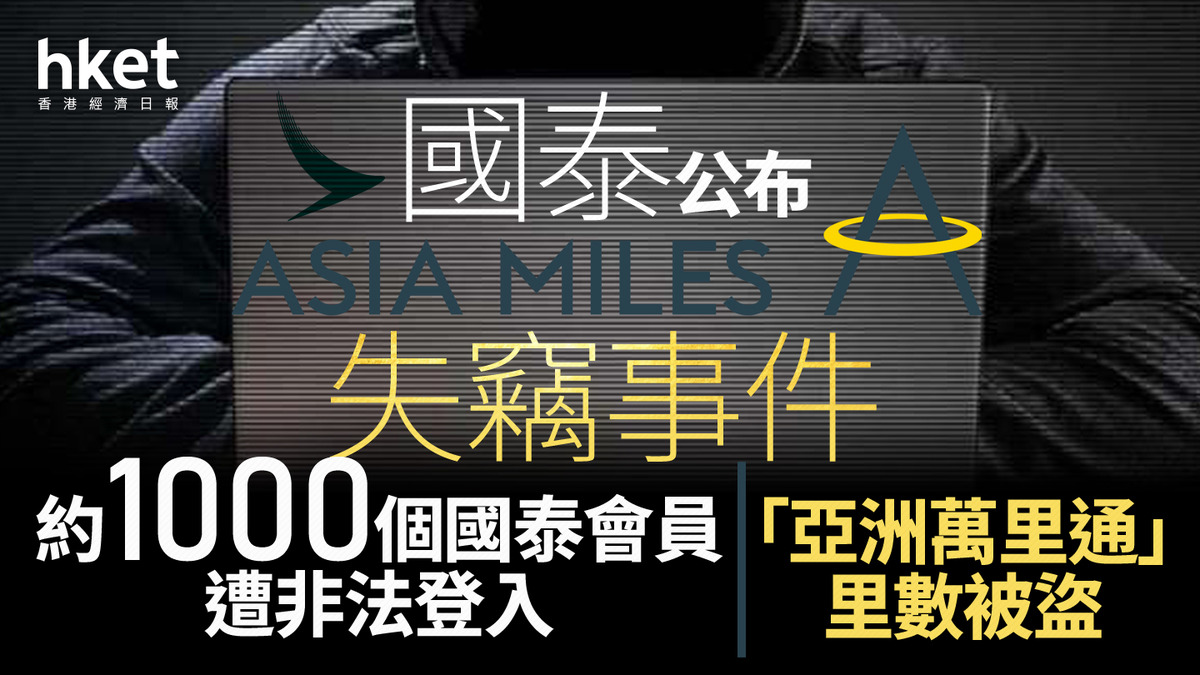 hket
香港經濟日報
國泰公布
ASIA MILES
失竊事件
約1000個國泰會員
遭非法登入
「亞洲萬里通」
里數被盜